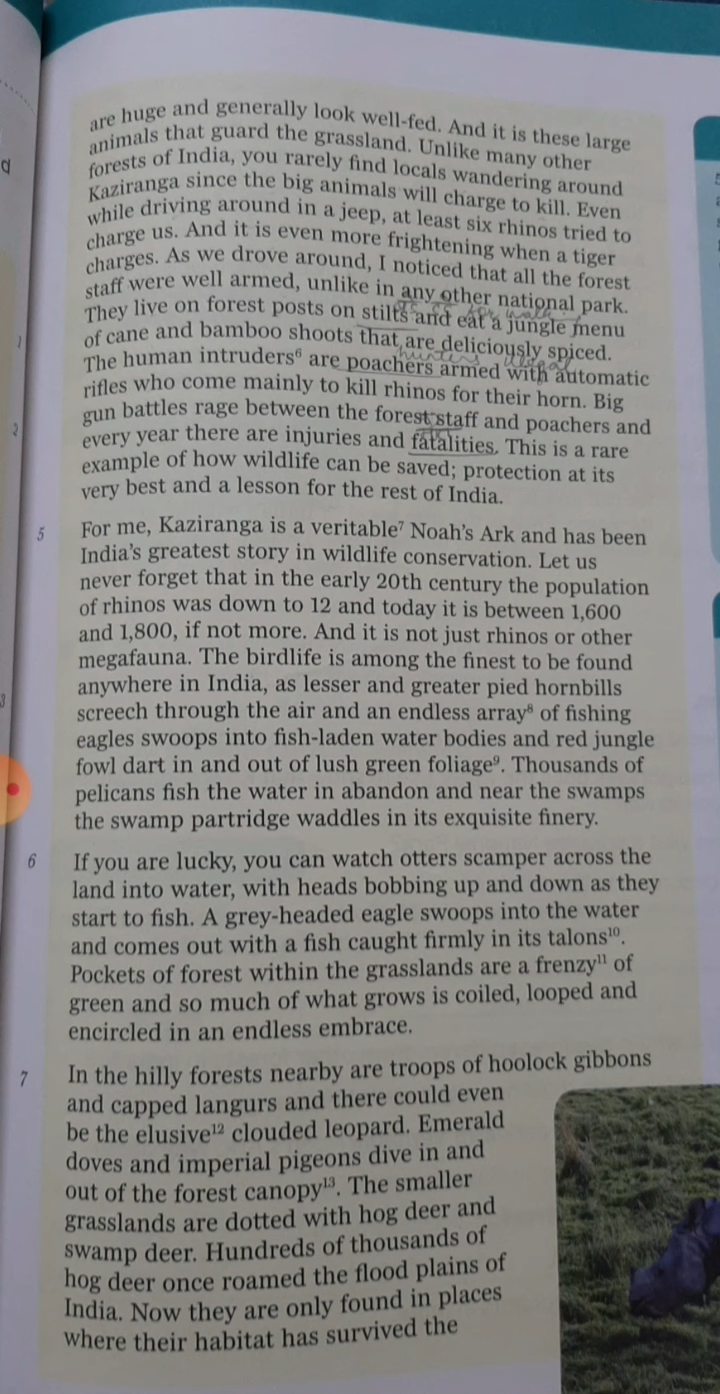 are huge and generally look well-fed. And it is these large
animals that guard the grassland. Unlike many other
forests of India, you rarely find locals wandering around
Kaziranga since the big animals will charge to kill. Even
while driving around in a jeep, at least six rhinos tried to
charge us. And it is even more frightening when a tiger
charges. As we drove around, I noticed that all the forest
staff were well armed, unlike in any other national park.
They live on forest posts on stilts and eat a jungle menu
of cane and bamboo shoots that are deliciously spiced.
hunters illegal
The human intruders⁶ are poachers armed with automatic
rifles who come mainly to kill rhinos for their horn. Big
gun battles rage between the forest staff and poachers and
every year there are injuries and fatalities. This is a rare
example of how wildlife can be saved; protection at its
very best and a lesson for the rest of India.
5 For me, Kaziranga is a veritable⁷ Noah's Ark and has been
India's greatest story in wildlife conservation. Let us
never forget that in the early 20th century the population
of rhinos was down to 12 and today it is between 1,600
and 1,800, if not more. And it is not just rhinos or other
megafauna. The birdlife is among the finest to be found
anywhere in India, as lesser and greater pied hornbills
screech through the air and an endless array⁸ of fishing
eagles swoops into fish-laden water bodies and red jungle
fowl dart in and out of lush green foliage⁹. Thousands of
pelicans fish the water in abandon and near the swamps
the swamp partridge waddles in its exquisite finery.
6 If you are lucky, you can watch otters scamper across the
land into water, with heads bobbing up and down as they
start to fish. A grey-headed eagle swoops into the water
and comes out with a fish caught firmly in its talons¹⁰.
Pockets of forest within the grasslands are a frenzy¹¹ of
green and so much of what grows is coiled, looped and
encircled in an endless embrace.
7 In the hilly forests nearby are troops of hoolock gibbons
and capped langurs and there could even
be the elusive¹² clouded leopard. Emerald
doves and imperial pigeons dive in and
out of the forest canopy¹³. The smaller
grasslands are dotted with hog deer and
swamp deer. Hundreds of thousands of
hog deer once roamed the flood plains of
India. Now they are only found in places
where their habitat has survived the